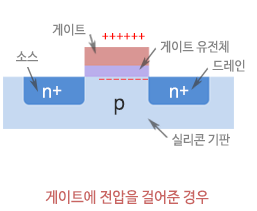 게이트
++++++
소스
게이트 유전체
드레인
------
n+
p
n+
실리콘 기판
게이트에 전압을 걸어준 경우